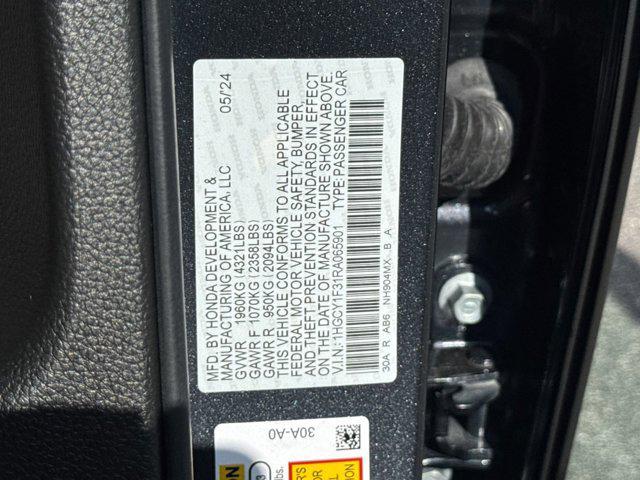 MFD. BY HONDA DEVELOPMENT & 05/24
MANUFACTURING OF AMERICA, LLC
GVWR 1960KG (4321LBS)
GAWR F 1070KG (2358LBS)
GAWR R 950KG (2094LBS)
THIS VEHICLE CONFORMS TO ALL APPLICABLE
FEDERAL MOTOR VEHICLE SAFETY, BUMPER,
AND THEFT PREVENTION STANDARDS IN EFFECT
ON THE DATE OF MANUFACTURE SHOWN ABOVE.
V.I.N.: 1HGCY1F31RA065901 TYPE: PASSENGER CAR
30A R AB6 NH904MX B A
30A-A0